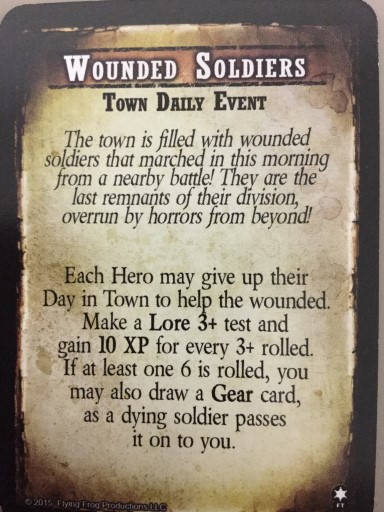 WOUNDED SOLDIERS
TOWN DAILY EVENT
The town is filled with wounded
soldiers that marched in this morning
from a nearby battle! They are the
last remnants of their division,
overrun by horrors from beyond!
Each Hero may give up their
Day in Town to help the wounded.
Make a Lore 3+ test and
gain 10 XP for every 3+ rolled.
If at least one 6 is rolled, you
may also draw a Gear card,
as a dying soldier passes
it on to you.
© 2015, Flying Frog Productions LLC
FT